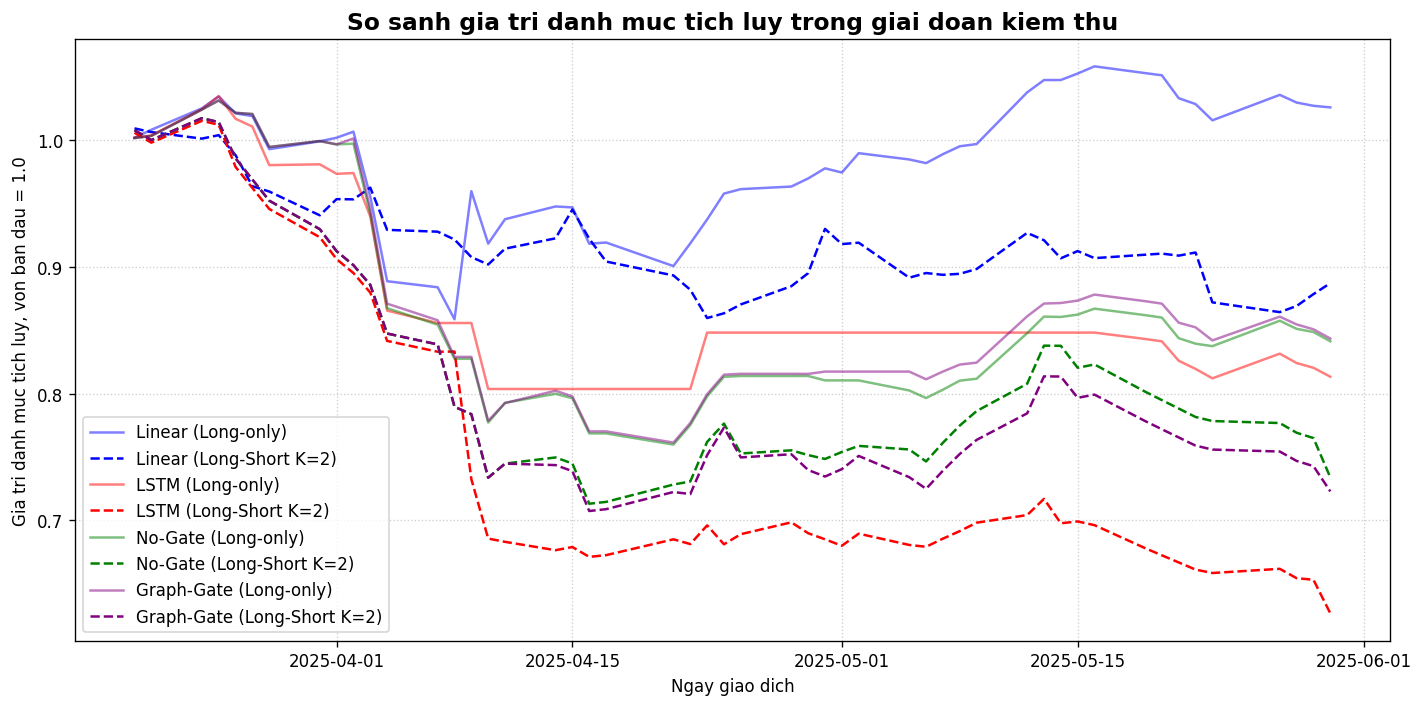 So sanh gia tri danh muc tich luy trong giai doan kiem thu
Gia tri danh muc tich luy, von ban dau = 1.0
1.0
0.9
0.8
0.7
Linear (Long-only)
Linear (Long-Short K=2)
LSTM (Long-only)
LSTM (Long-Short K=2)
No-Gate (Long-only)
No-Gate (Long-Short K=2)
Graph-Gate (Long-only)
Graph-Gate (Long-Short K=2)
2025-04-01 2025-04-15 2025-05-01 2025-05-15 2025-06-01
Ngay giao dich